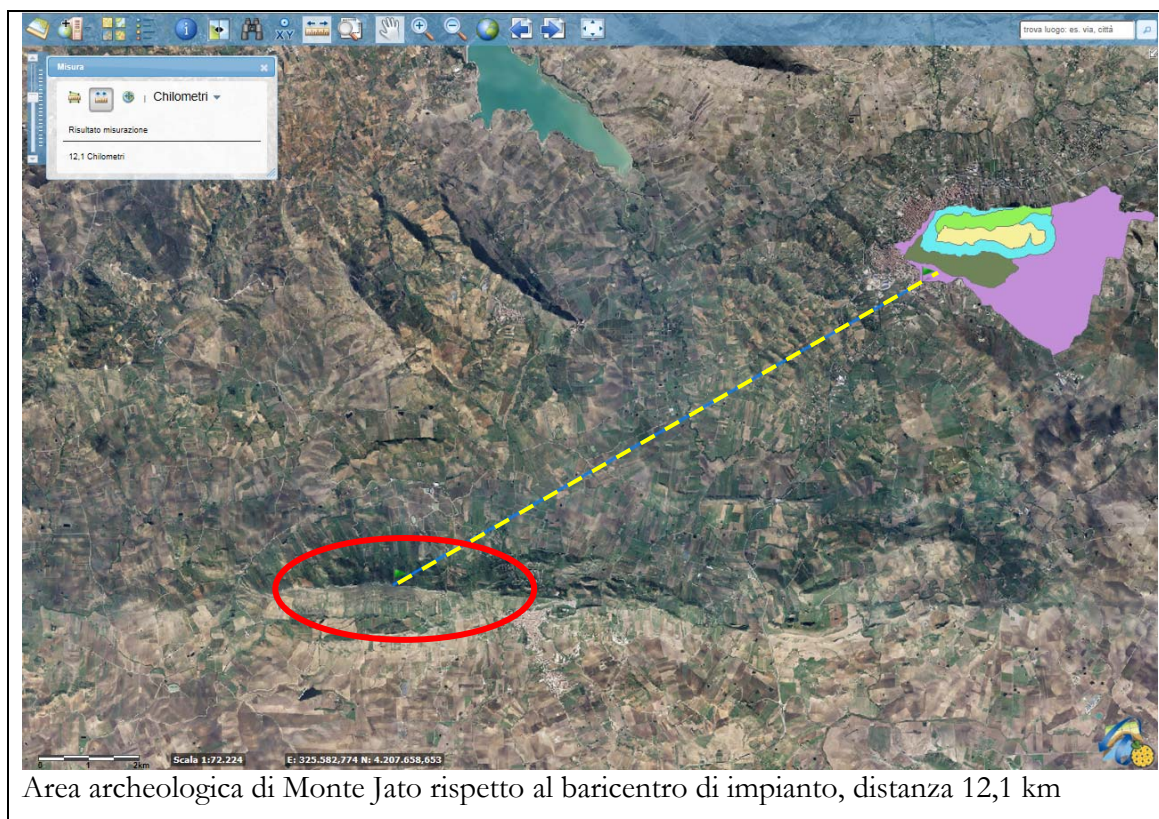 trova luogo: es. via, città
Misura
Chilometri
Risultato misurazione
12,1 Chilometri
0 1 2km
Scala 1:72.224
E: 325.582,774 N: 4.207.658,653
Area archeologica di Monte Jato rispetto al baricentro di impianto, distanza 12,1 km